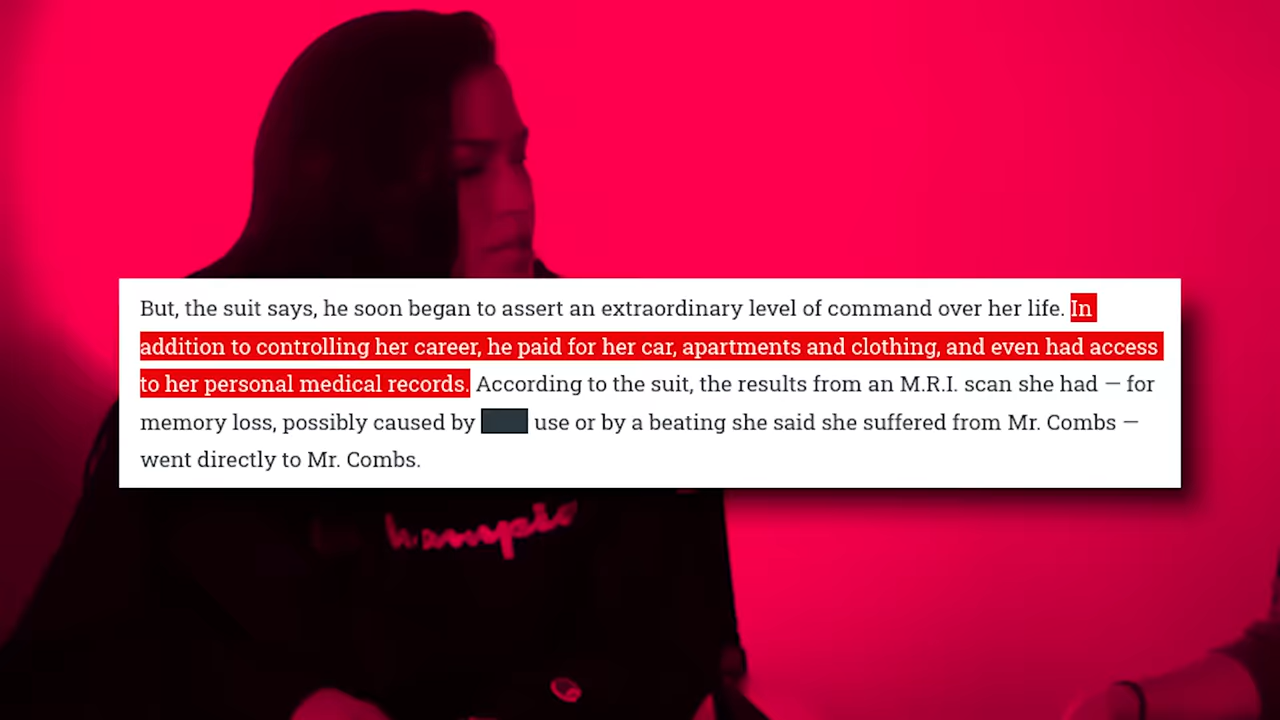 But, the suit says, he soon began to assert an extraordinary level of command over her life. In
addition to controlling her career, he paid for her car, apartments and clothing, and even had access
to her personal medical records. According to the suit, the results from an M.R.I. scan she had — for
memory loss, possibly caused by use or by a beating she said she suffered from Mr. Combs —
went directly to Mr. Combs.